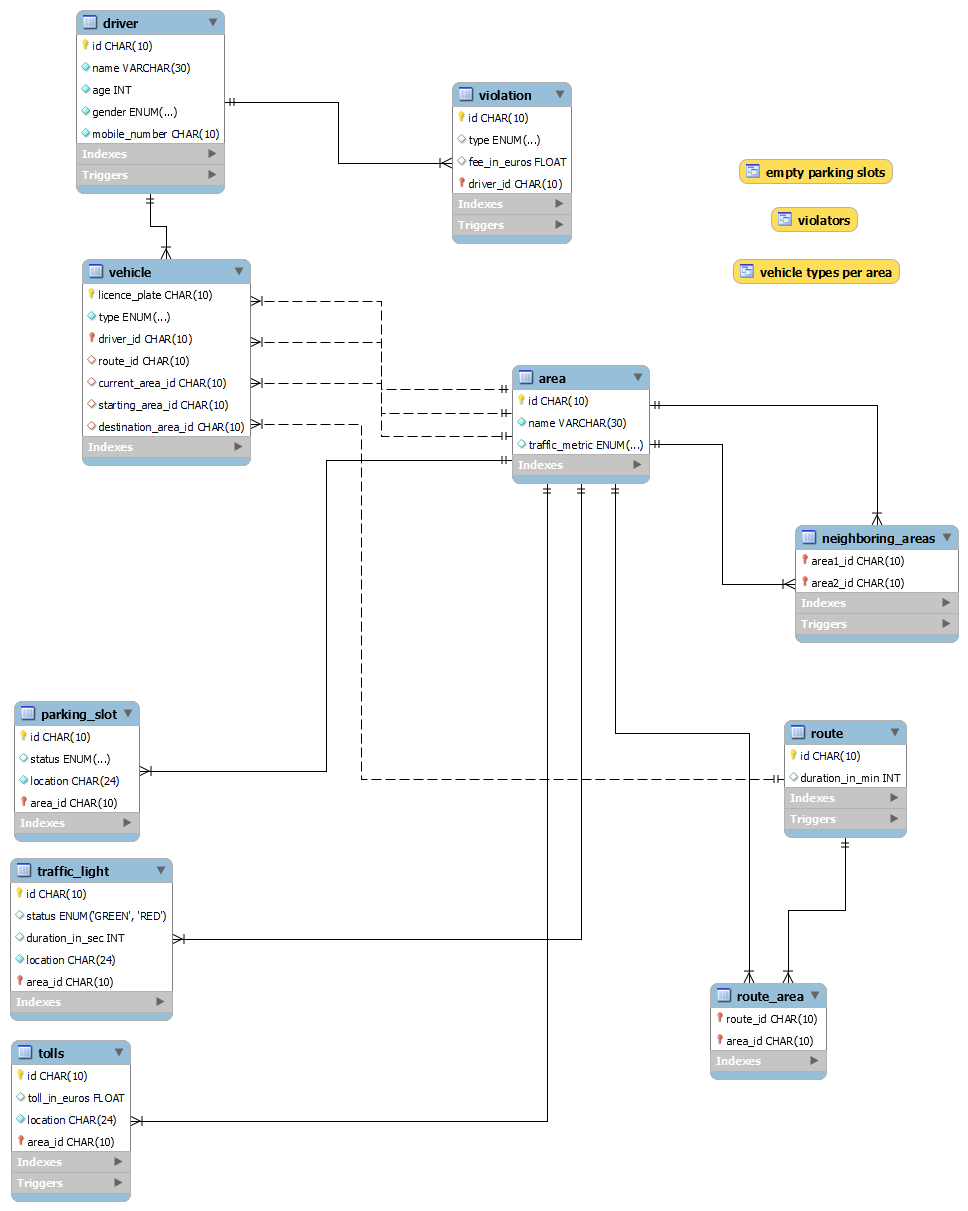 driver
id CHAR(10)
name VARCHAR(30)
age INT
gender ENUM(...)
mobile_number CHAR(10)
Indexes
Triggers
violation
id CHAR(10)
type ENUM(...)
fee_in_euros FLOAT
driver_id CHAR(10)
Indexes
Triggers
empty parking slots
violators
vehicle types per area
vehicle
licence_plate CHAR(10)
type ENUM(...)
driver_id CHAR(10)
route_id CHAR(10)
current_area_id CHAR(10)
starting_area_id CHAR(10)
destination_area_id CHAR(10)
Indexes
area
id CHAR(10)
name VARCHAR(30)
traffic_metric ENUM(...)
Indexes
neighboring_areas
area1_id CHAR(10)
area2_id CHAR(10)
Indexes
Triggers
parking_slot
id CHAR(10)
status ENUM(...)
location CHAR(24)
area_id CHAR(10)
Indexes
route
id CHAR(10)
duration_in_min INT
Indexes
Triggers
traffic_light
id CHAR(10)
status ENUM('GREEN', 'RED')
duration_in_sec INT
location CHAR(24)
area_id CHAR(10)
Indexes
route_area
route_id CHAR(10)
area_id CHAR(10)
Indexes
tolls
id CHAR(10)
toll_in_euros FLOAT
location CHAR(24)
area_id CHAR(10)
Indexes
Triggers